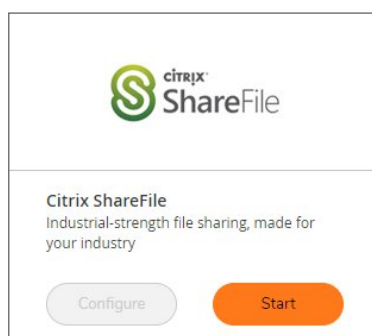 CITRIX
ShareFile
Citrix ShareFile
Industrial-strength file sharing, made for
your industry
Configure
Start